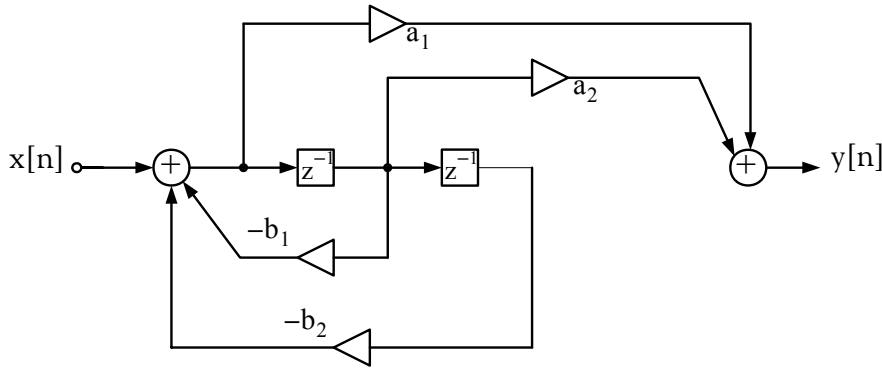 a₁
a₂
x[n]
+
z⁻¹
z⁻¹
+
y[n]
−b₁
−b₂